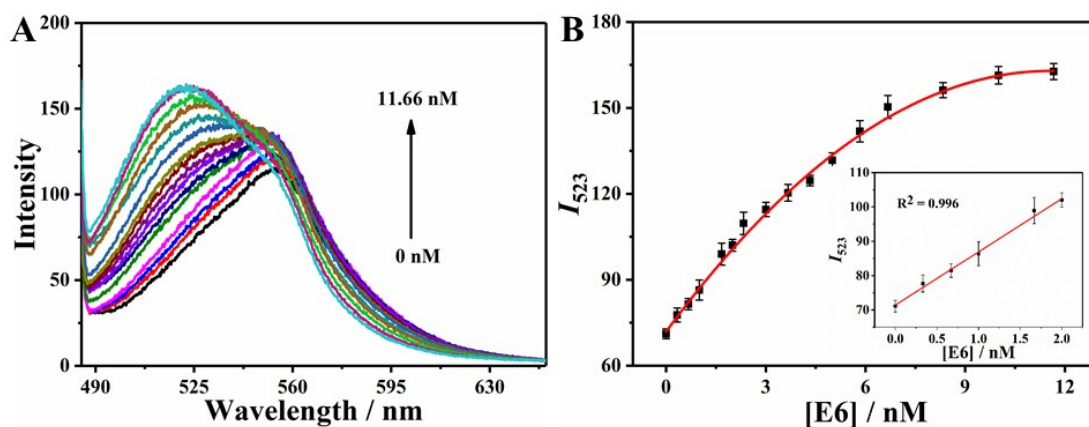 A
200
150
100
50
0
Intensity
490
525
560
595
630
Wavelength / nm
11.66 nM
0 nM
B
180
150
120
90
60
I523
0
3
6
9
12
[E6] / nM
110
100
90
80
70
I523
R² = 0.996
0.0
0.5
1.0
1.5
2.0
[E6] / nM